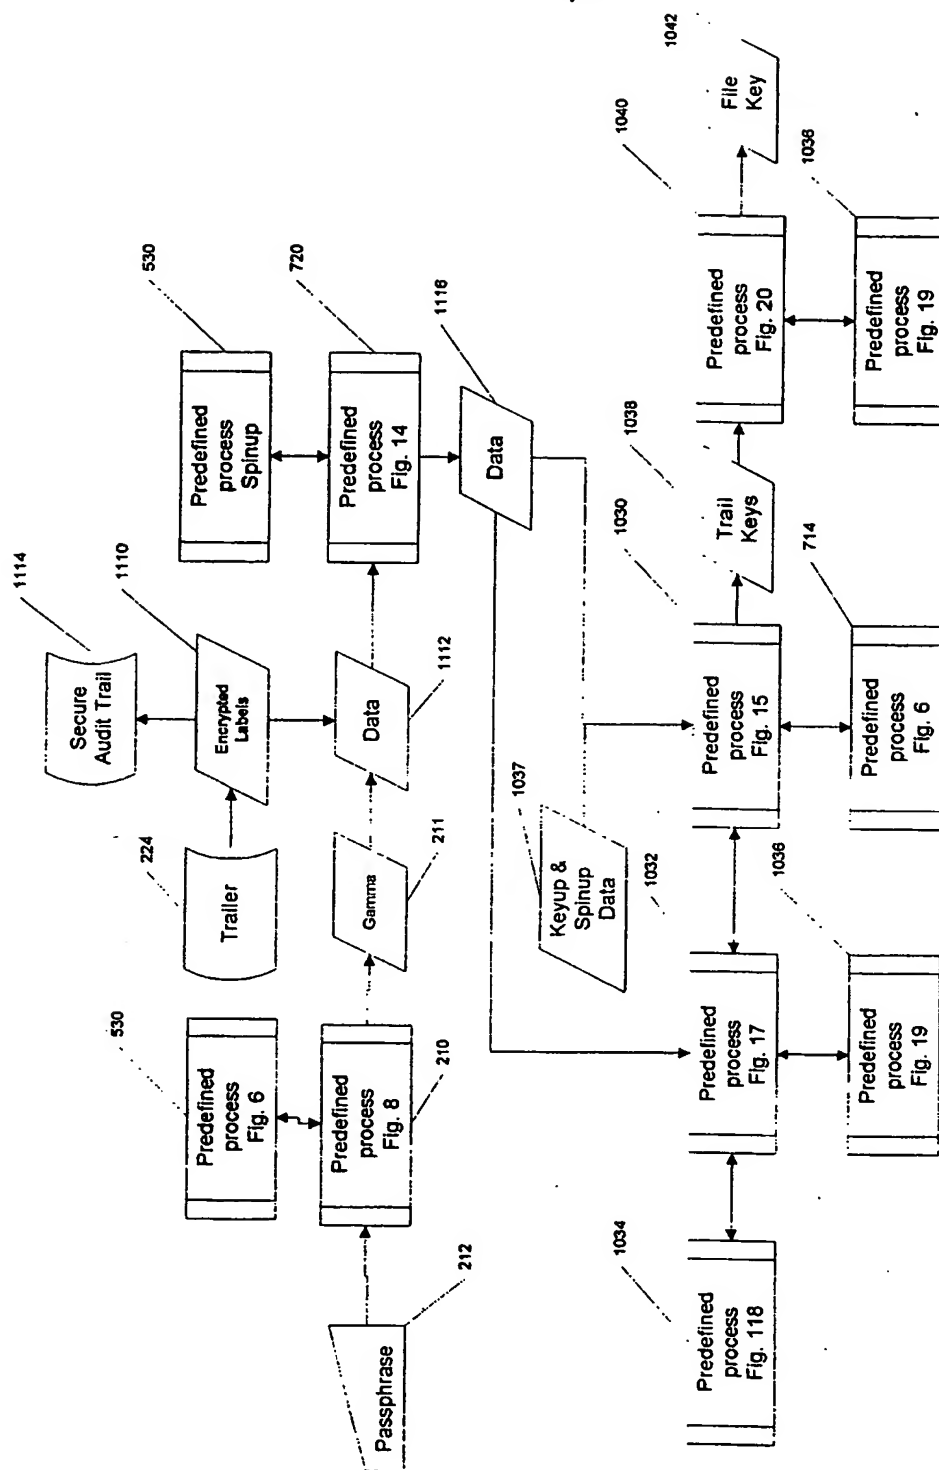 1114
Secure
Audit Trail
1110
Encrypted
Labels
224
Trailer
530
Predefined
process
Spinup
530
Predefined
process
Fig. 6
212
Passphrase
Predefined
process
Fig. 8
210
Gamma
211
Data
1112
Predefined
process
Fig. 14
720
Data
1116
1037
Keyup &
Spinup
Data
1034
Predefined
process
Fig. 118
1032
Predefined
process
Fig. 17
1036
Predefined
process
Fig. 19
1030
Predefined
process
Fig. 15
714
Predefined
process
Fig. 6
1038
Trail
Keys
1040
Predefined
process
Fig. 20
1036
Predefined
process
Fig. 19
1042
File
Key